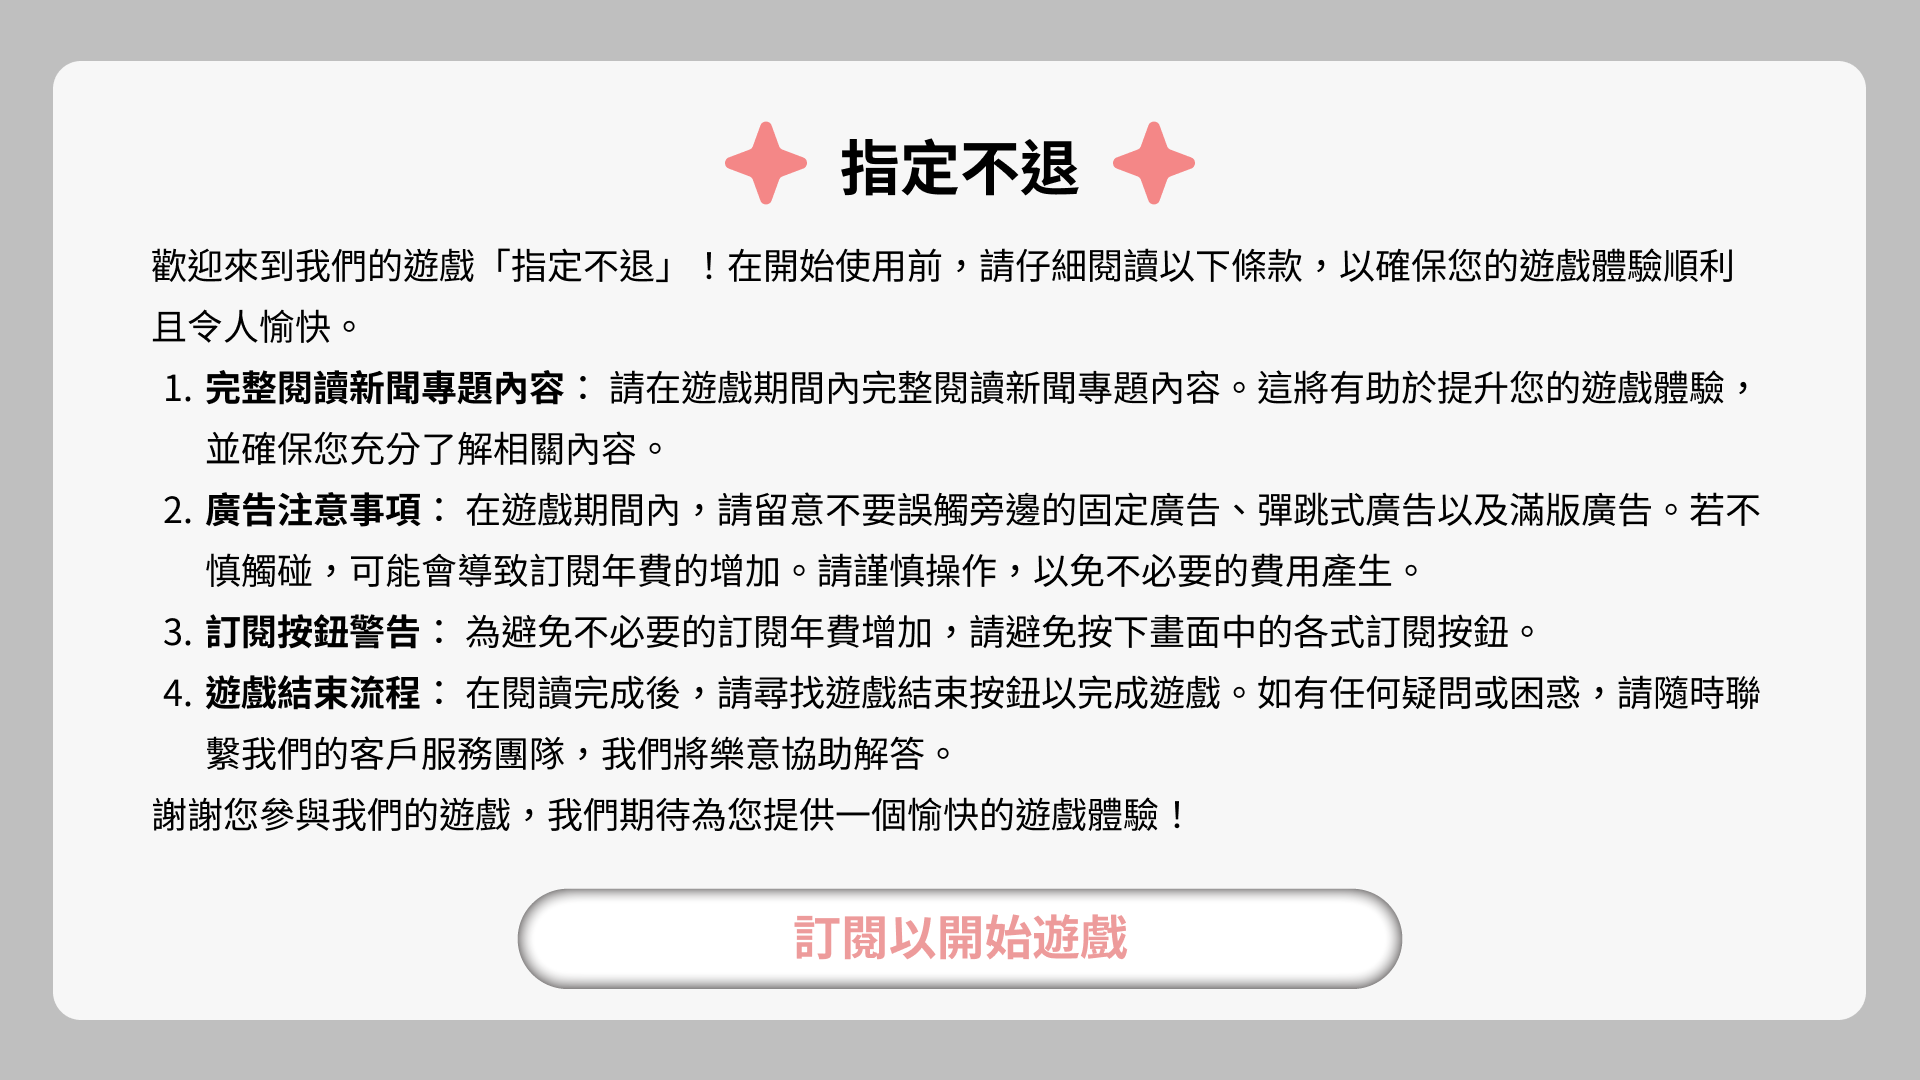 指定不退
歡迎來到我們的遊戲「指定不退」！在開始使用前，請仔細閱讀以下條款，以確保您的遊戲體驗順利
且令人愉快。
1. 完整閱讀新聞專題內容： 請在遊戲期間內完整閱讀新聞專題內容。這將有助於提升您的遊戲體驗，
並確保您充分了解相關內容。
2. 廣告注意事項： 在遊戲期間內，請留意不要誤觸旁邊的固定廣告、彈跳式廣告以及滿版廣告。若不
慎觸碰，可能會導致訂閱年費的增加。請謹慎操作，以免不必要的費用產生。
3. 訂閱按鈕警告： 為避免不必要的訂閱年費增加，請避免按下畫面中的各式訂閱按鈕。
4. 遊戲結束流程： 在閱讀完成後，請尋找遊戲結束按鈕以完成遊戲。如有任何疑問或困惑，請隨時聯
繫我們的客戶服務團隊，我們將樂意協助解答。
謝謝您參與我們的遊戲，我們期待為您提供一個愉快的遊戲體驗！
訂閱以開始遊戲